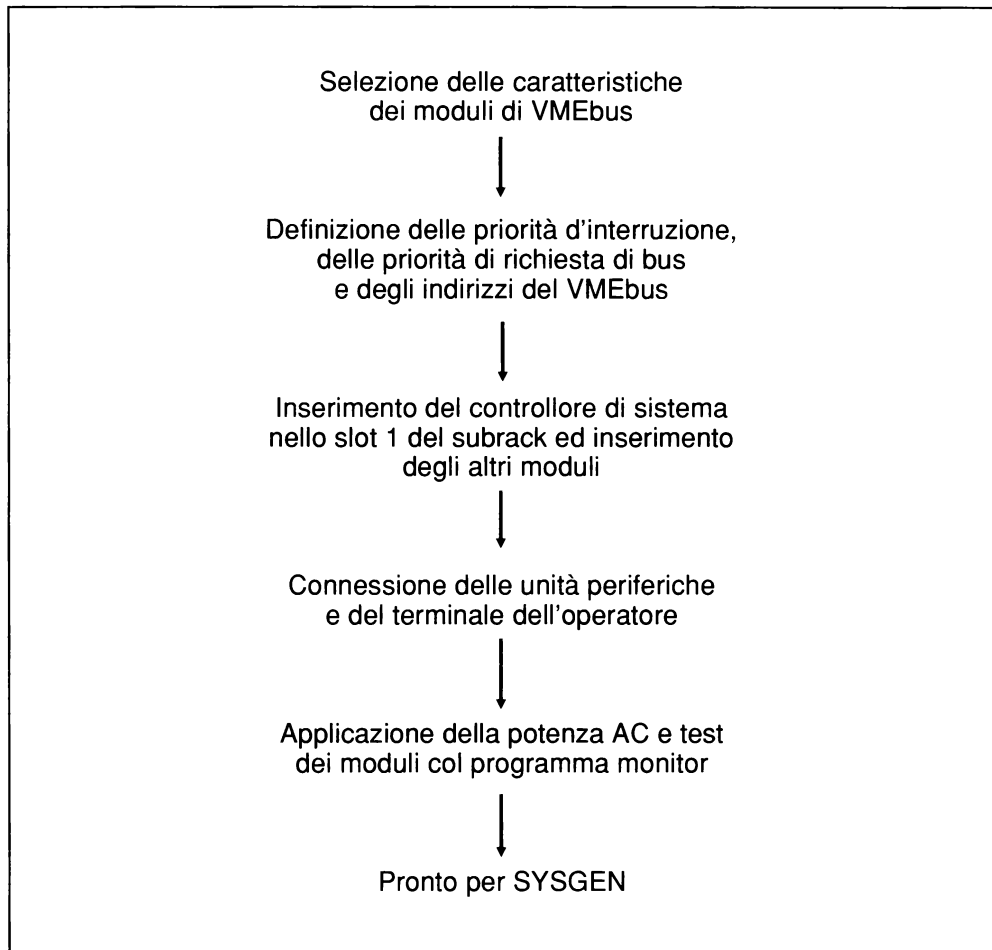 Selezione delle caratteristiche
dei moduli di VMEbus
Definizione delle priorità d'interruzione,
delle priorità di richiesta di bus
e degli indirizzi del VMEbus
Inserimento del controllore di sistema
nello slot 1 del subrack ed inserimento
degli altri moduli
Connessione delle unità periferiche
e del terminale dell'operatore
Applicazione della potenza AC e test
dei moduli col programma monitor
Pronto per SYSGEN